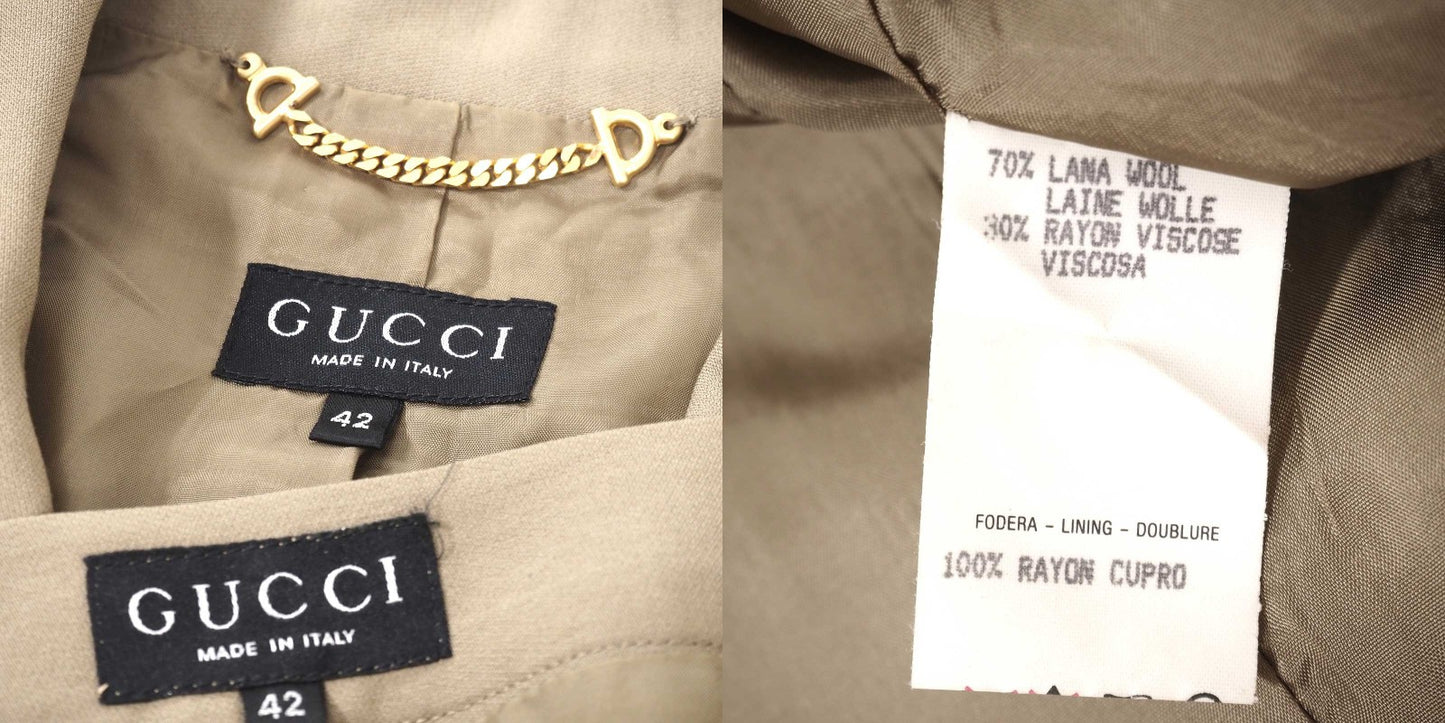 GUCCI
MADE IN ITALY
42
GUCCI
MADE IN ITALY
42
70% LANA WOOL
LAINE WOLLE
30% RAYON VISCOSE
VISCOSA
FODERA - LINING - DOUBLURE
100% RAYON CUPRO